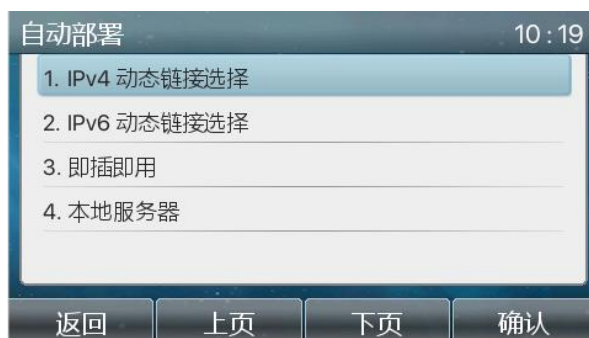 自动部署 10:19
1. IPv4 动态链接选择
2. IPv6 动态链接选择
3. 即插即用
4. 本地服务器
返回 上页 下页 确认